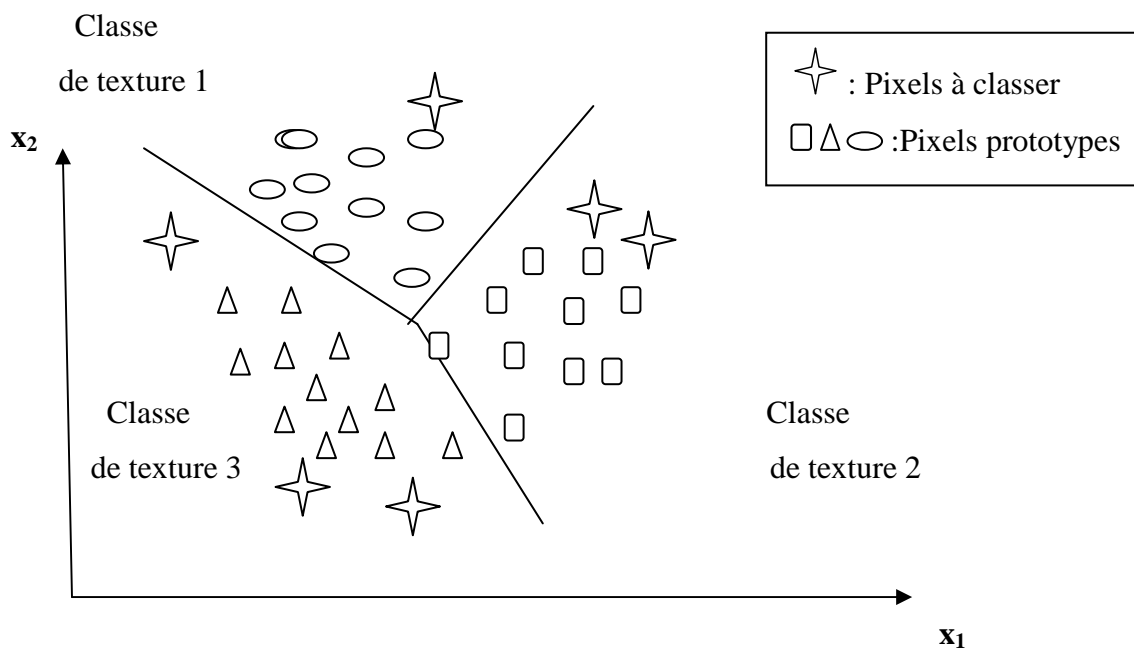 Classe
de texture 1
: Pixels à classer
:Pixels prototypes
x2
Classe
de texture 3
Classe
de texture 2
x1